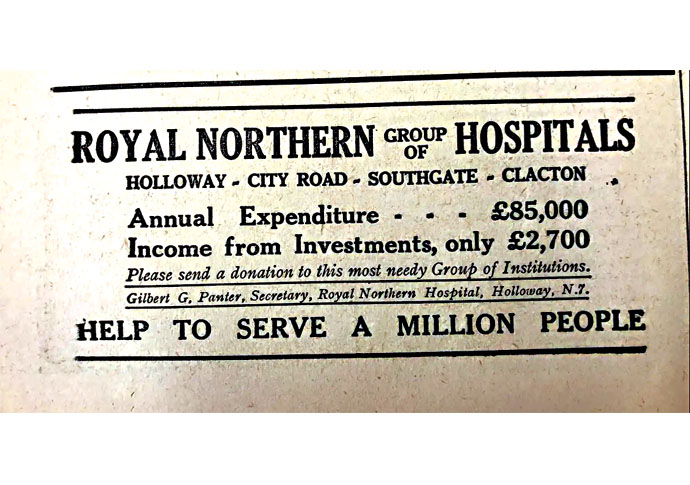 ROYAL NORTHERN GROUP OF HOSPITALS
HOLLOWAY - CITY ROAD - SOUTHGATE - CLACTON
Annual Expenditure - - - £85,000
Income from Investments, only £2,700
Please send a donation to this most needy Group of Institutions.
Gilbert G. Panter, Secretary, Royal Northern Hospital, Holloway, N.7.
HELP TO SERVE A MILLION PEOPLE